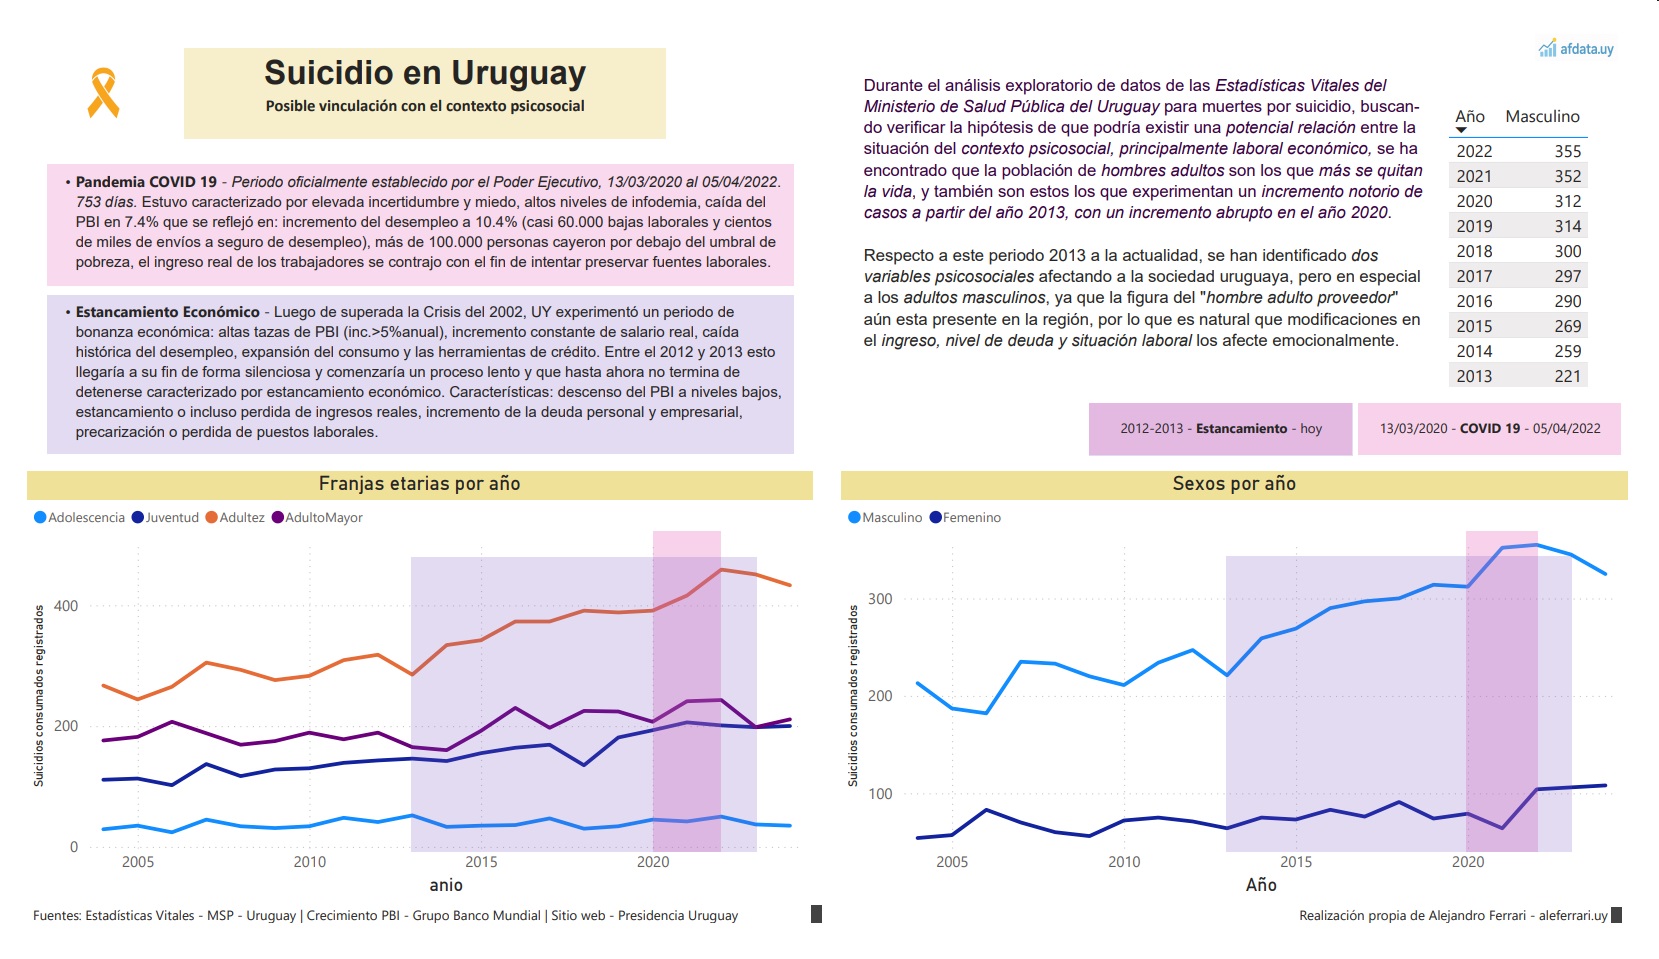 Suicidio en Uruguay
Posible vinculación con el contexto psicosocial
• Pandemia COVID 19 - Periodo oficialmente establecido por el Poder Ejecutivo, 13/03/2020 al 05/04/2022.
753 días. Estuvo caracterizado por elevada incertidumbre y miedo, altos niveles de infodemia, caída del
PBI en 7.4% que se reflejó en: incremento del desempleo a 10.4% (casi 60.000 bajas laborales y cientos
de miles de envíos a seguro de desempleo), más de 100.000 personas cayeron por debajo del umbral de
pobreza, el ingreso real de los trabajadores se contrajo con el fin de intentar preservar fuentes laborales.
• Estancamiento Económico - Luego de superada la Crisis del 2002, UY experimentó un periodo de
bonanza económica: altas tazas de PBI (inc.>5%anual), incremento constante de salario real, caída
histórica del desempleo, expansión del consumo y las herramientas de crédito. Entre el 2012 y 2013 esto
llegaría a su fin de forma silenciosa y comenzaría un proceso lento y que hasta ahora no termina de
detenerse caracterizado por estancamiento económico. Características: descenso del PBI a niveles bajos,
estancamiento o incluso perdida de ingresos reales, incremento de la deuda personal y empresarial,
precarización o perdida de puestos laborales.
afdata.uy
Durante el análisis exploratorio de datos de las Estadísticas Vitales del
Ministerio de Salud Pública del Uruguay para muertes por suicidio, buscan-
do verificar la hipótesis de que podría existir una potencial relación entre la
situación del contexto psicosocial, principalmente laboral económico, se ha
encontrado que la población de hombres adultos son los que más se quitan
la vida, y también son estos los que experimentan un incremento notorio de
casos a partir del año 2013, con un incremento abrupto en el año 2020.
Respecto a este periodo 2013 a la actualidad, se han identificado dos
variables psicosociales afectando a la sociedad uruguaya, pero en especial
a los adultos masculinos, ya que la figura del "hombre adulto proveedor"
aún esta presente en la región, por lo que es natural que modificaciones en
el ingreso, nivel de deuda y situación laboral los afecte emocionalmente.
Año Masculino
2022 355
2021 352
2020 312
2019 314
2018 300
2017 297
2016 290
2015 269
2014 259
2013 221
2012-2013 - Estancamiento - hoy
13/03/2020 - COVID 19 - 05/04/2022
Franjas etarias por año
Adolescencia Juventud Adultez AdultoMayor
Suicidios consumados registrados
400
200
0
2005 2010 2015 2020
anio
Sexos por año
Masculino Femenino
Suicidios consumados registrados
300
200
100
2005 2010 2015 2020
Año
Fuentes: Estadísticas Vitales - MSP - Uruguay | Crecimiento PBI - Grupo Banco Mundial | Sitio web - Presidencia Uruguay
Realización propia de Alejandro Ferrari - aleferrari.uy